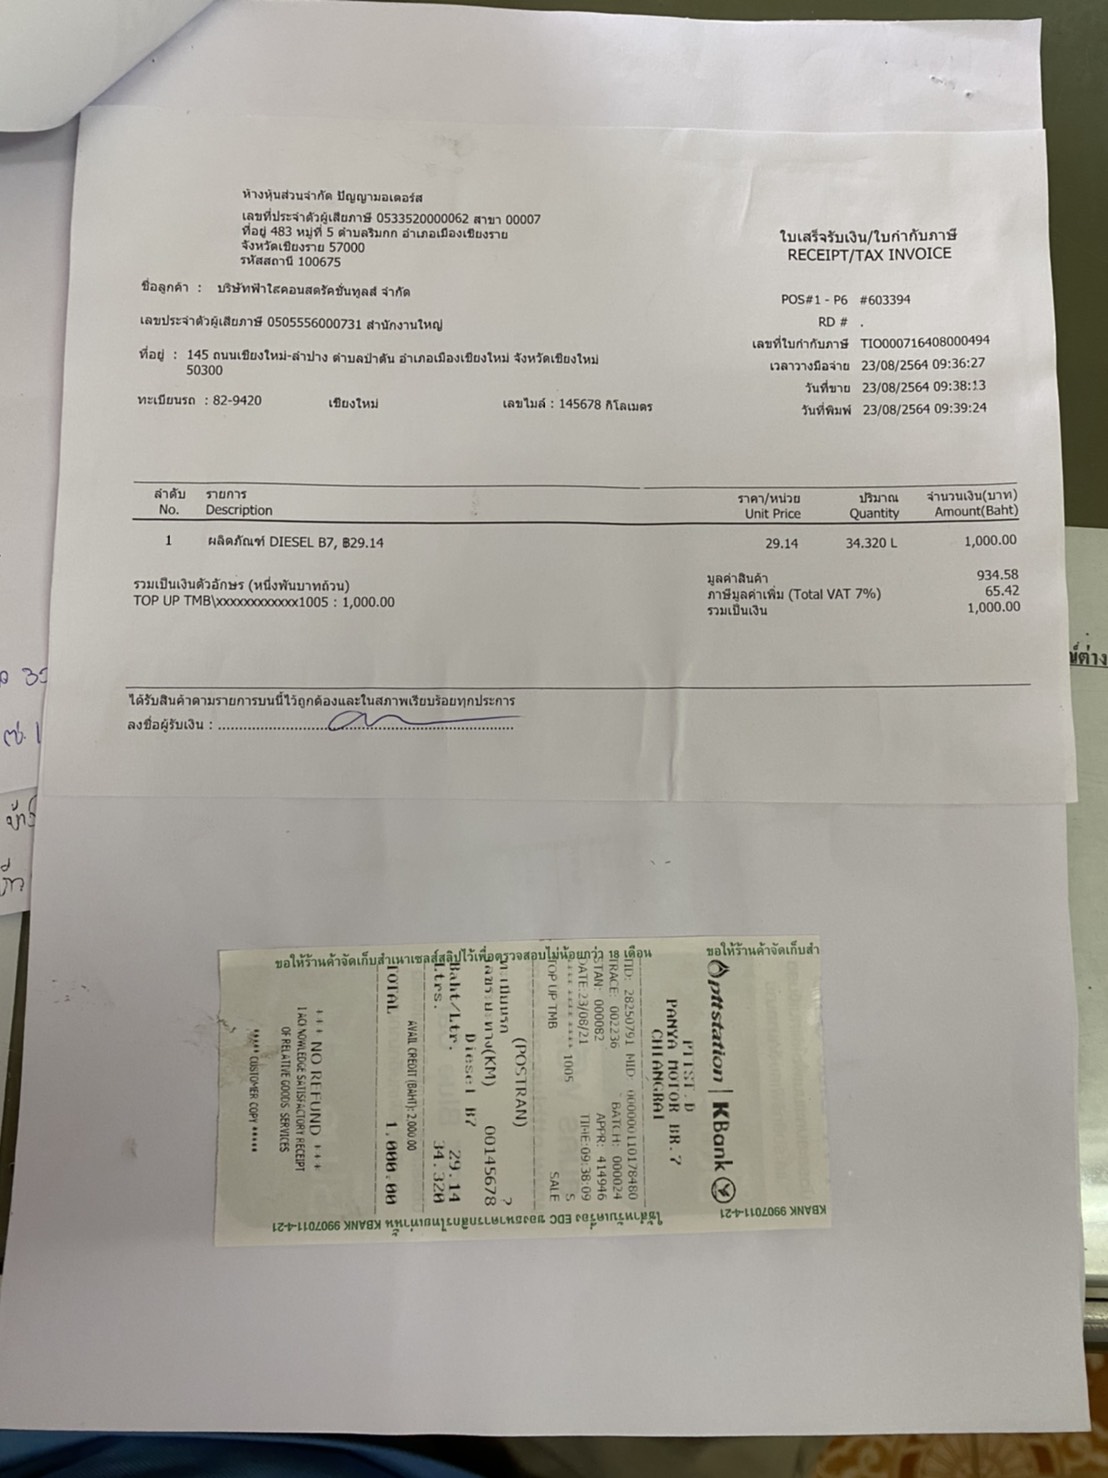 ห้างหุ้นส่วนจำกัด ปัญญามอเตอร์ส
เลขที่ประจำตัวผู้เสียภาษี 0533520000062 สาขา 00007
ที่อยู่ 483 หมู่ที่ 5 ตำบลริมกก อำเภอเมืองเชียงราย
จังหวัดเชียงราย 57000
รหัสสถานี 100675
ใบเสร็จรับเงิน/ใบกำกับภาษี
RECEIPT/TAX INVOICE
ชื่อลูกค้า : บริษัทฟ้าใสคอนสตรัคชั่นทูลส์ จำกัด
POS#1 - P6 #603394
เลขประจำตัวผู้เสียภาษี 0505556000731 สำนักงานใหญ่
RD # .
เลขที่ใบกำกับภาษี TIO000716408000494
ที่อยู่ : 145 ถนนเชียงใหม่-ลำปาง ตำบลป่าตัน อำเภอเมืองเชียงใหม่ จังหวัดเชียงใหม่
50300
เวลาวางมือจ่าย 23/08/2564 09:36:27
วันที่ขาย 23/08/2564 09:38:13
ทะเบียนรถ : 82-9420 เชียงใหม่ เลขไมล์ : 145678 กิโลเมตร
วันที่พิมพ์ 23/08/2564 09:39:24
ลำดับ รายการ ราคา/หน่วย ปริมาณ จำนวนเงิน(บาท)
No. Description Unit Price Quantity Amount(Baht)
1 ผลิตภัณฑ์ DIESEL B7, ฿29.14 29.14 34.320 L 1,000.00
รวมเป็นเงินตัวอักษร (หนึ่งพันบาทถ้วน)
TOP UP TMB\xxxxxxxxxxxx1005 : 1,000.00
มูลค่าสินค้า 934.58
ภาษีมูลค่าเพิ่ม (Total VAT 7%) 65.42
รวมเป็นเงิน 1,000.00
ได้รับสินค้าตามรายการบนนี้ไว้ถูกต้องและในสภาพเรียบร้อยทุกประการ
ลงชื่อผู้รับเงิน :
ณ์ต่าง
ขอให้ร้านค้าจัดเก็บสำเนาเซลส์สลิปไว้เพื่อตรวจสอบไม่น้อยกว่า 18 เดือน
ขอให้ร้านค้าจัดเก็บสำ
pttstation | KBank
PTTST.D
PANYA MOTOR BR.7
CHIANGRAI
TID: 28250791 MID: 000000110178480
TRACE: 002236 BATCH: 000024
STAN: 000082 APPR: 414946
DATE:23/08/21 TIME:09:38:09
**** 1005 S
TOP UP TMB SALE
(POSTRAN)
ทะเบียนรถ ?
เลขระยะทาง(KM) 00145678
Diesel B7
Baht/Ltr. 29.14
Ltrs. 34.320
AVAIL CREDIT (BAHT): 2,000.00
TOTAL 1,000.00
*** NO REFUND ***
I ACKNOWLEDGE SATISFACTORY RECEIPT
OF RELATIVE GOODS SERVICES
***** CUSTOMER COPY *****
ใช้สำหรับเครื่อง EDC ของธนาคารกสิกรไทยเท่านั้น KBANK 9907011-4-21
KBANK 9907011-4-21